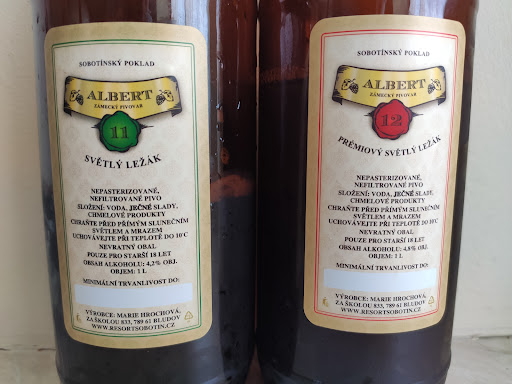 SOBOTÍNSKÝ POKLAD
ALBERT
ZÁMECKÝ PIVOVAR
11
SVĚTLÝ LEŽÁK
NEPASTERIZOVANÉ,
NEFILTROVANÉ PIVO
SLOŽENÍ: VODA, JEČNÉ SLADY,
CHMELOVÉ PRODUKTY
CHRAŇTE PŘED PŘÍMÝM SLUNEČNÍM
SVĚTLEM A MRAZEM
UCHOVÁVEJTE PŘI TEPLOTĚ DO 10°C
NEVRATNÝ OBAL
POUZE PRO STARŠÍ 18 LET
OBSAH ALKOHOLU: 4,2% OBJ.
OBJEM: 1 L
MINIMÁLNÍ TRVANLIVOST DO:
VÝROBCE: MARIE HROCHOVÁ,
ZA ŠKOLOU 833, 789 61 BLUDOV
WWW.RESORTSOBOTIN.CZ
SOBOTÍNSKÝ POKLAD
ALBERT
ZÁMECKÝ PIVOVAR
12
PRÉMIOVÝ SVĚTLÝ LEŽÁK
NEPASTERIZOVANÉ,
NEFILTROVANÉ PIVO
SLOŽENÍ: VODA, JEČNÉ SLADY,
CHMELOVÉ PRODUKTY
CHRAŇTE PŘED PŘÍMÝM SLUNEČNÍM
SVĚTLEM A MRAZEM
UCHOVÁVEJTE PŘI TEPLOTĚ DO 10°C
NEVRATNÝ OBAL
POUZE PRO STARŠÍ 18 LET
OBSAH ALKOHOLU: 4,8% OBJ.
OBJEM: 1 L
MINIMÁLNÍ TRVANLIVOST DO:
VÝROBCE: MARIE HROCHOVÁ,
ZA ŠKOLOU 833, 789 61 BLUDOV
WWW.RESORTSOBOTIN.CZ